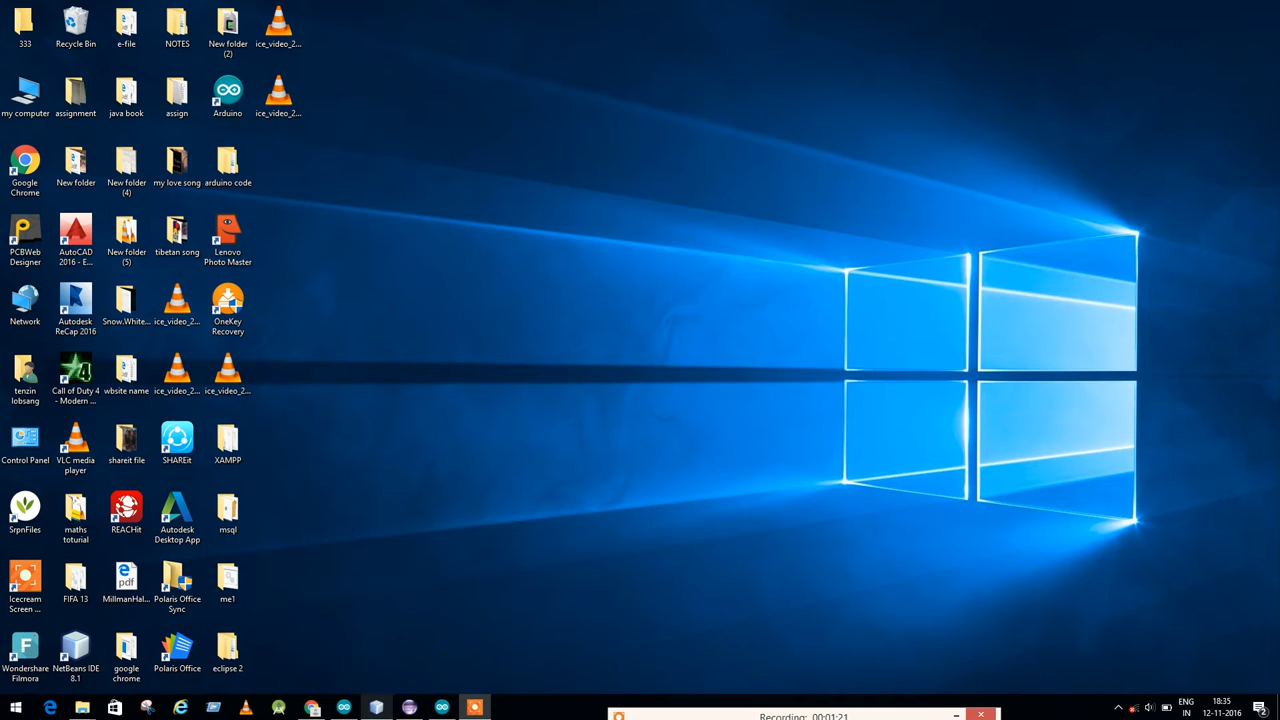 333
Recycle Bin
e-file
NOTES
New folder
(2)
ice_video_2...
my computer
assignment
java book
assign
Arduino
ice_video_2...
Google
Chrome
New folder
New folder
(4)
my love song
arduino code
PCBWeb
Designer
AutoCAD
2016 - E...
New folder
(5)
tibetan song
Lenovo
Photo Master
Network
Autodesk
ReCap 2016
Snow.White...
ice_video_2...
OneKey
Recovery
tenzin
lobsang
Call of Duty 4
- Modern ...
wbsite name
ice_video_2...
ice_video_2...
Control Panel
VLC media
player
shareit file
SHAREit
XAMPP
SrpnFiles
maths
toturial
REACHit
Autodesk
Desktop App
msql
Icecream
Screen ...
FIFA 13
pdf
MillmanHal...
Polaris Office
Sync
me1
Wondershare
Filmora
NetBeans IDE
8.1
google
chrome
Polaris Office
eclipse 2
Recording: 00:01:21
ENG
IN
18:35
12-11-2016
2